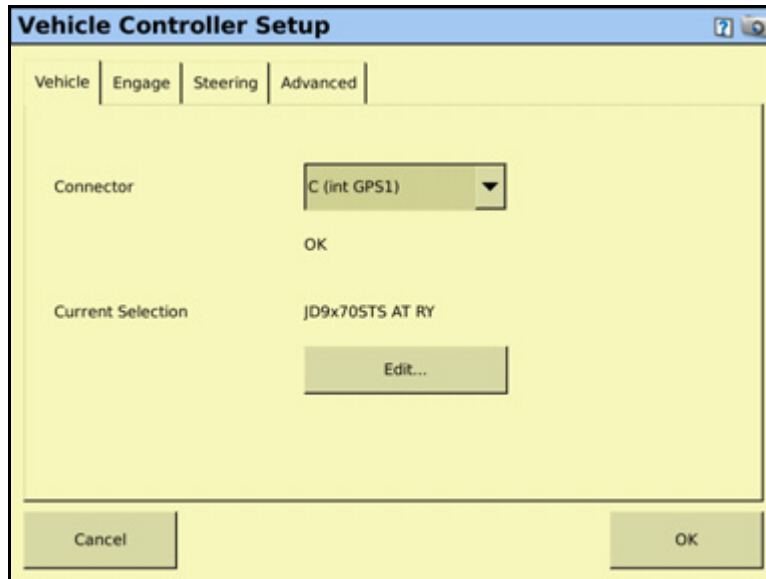 Vehicle Controller Setup
?
Vehicle Engage Steering Advanced
Connector C (int GPS1)
OK
Current Selection JD9x70STS AT RY
Edit...
Cancel OK